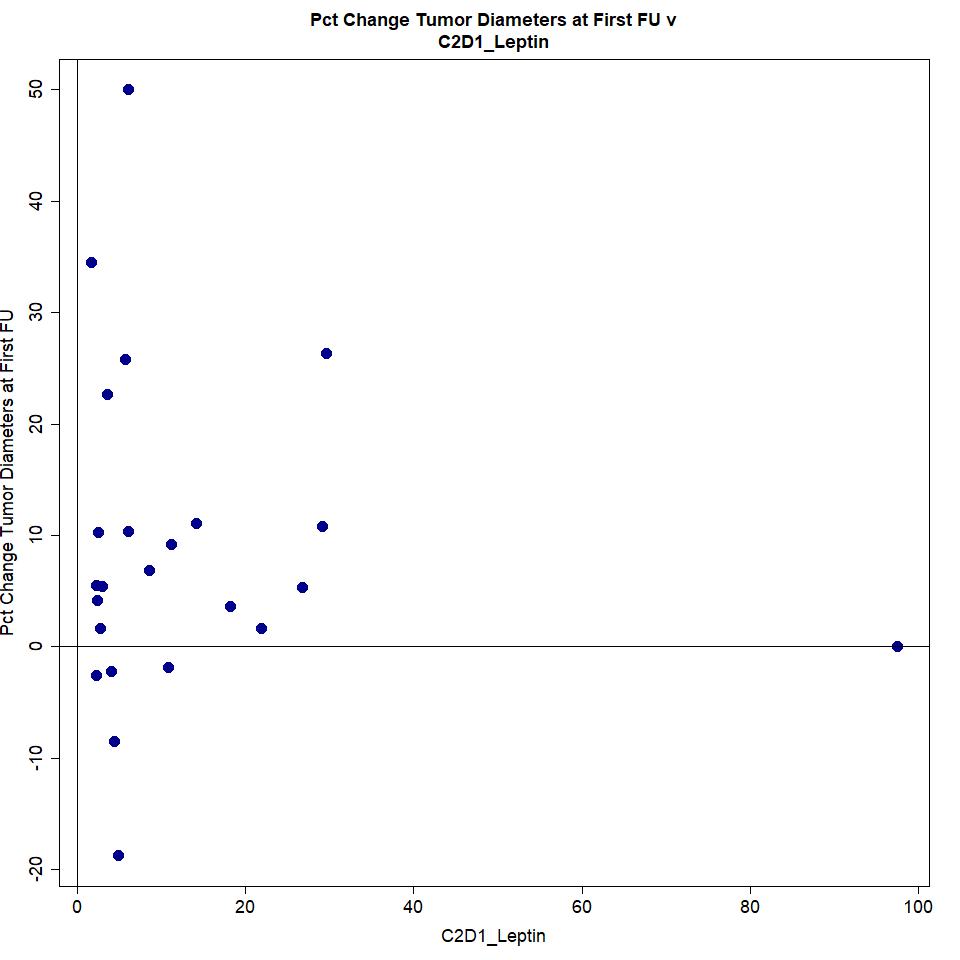 Pct Change Tumor Diameters at First FU v
C2D1_Leptin
Pct Change Tumor Diameters at First FU
50
40
30
20
10
0
-10
-20
0 20 40 60 80 100
C2D1_Leptin